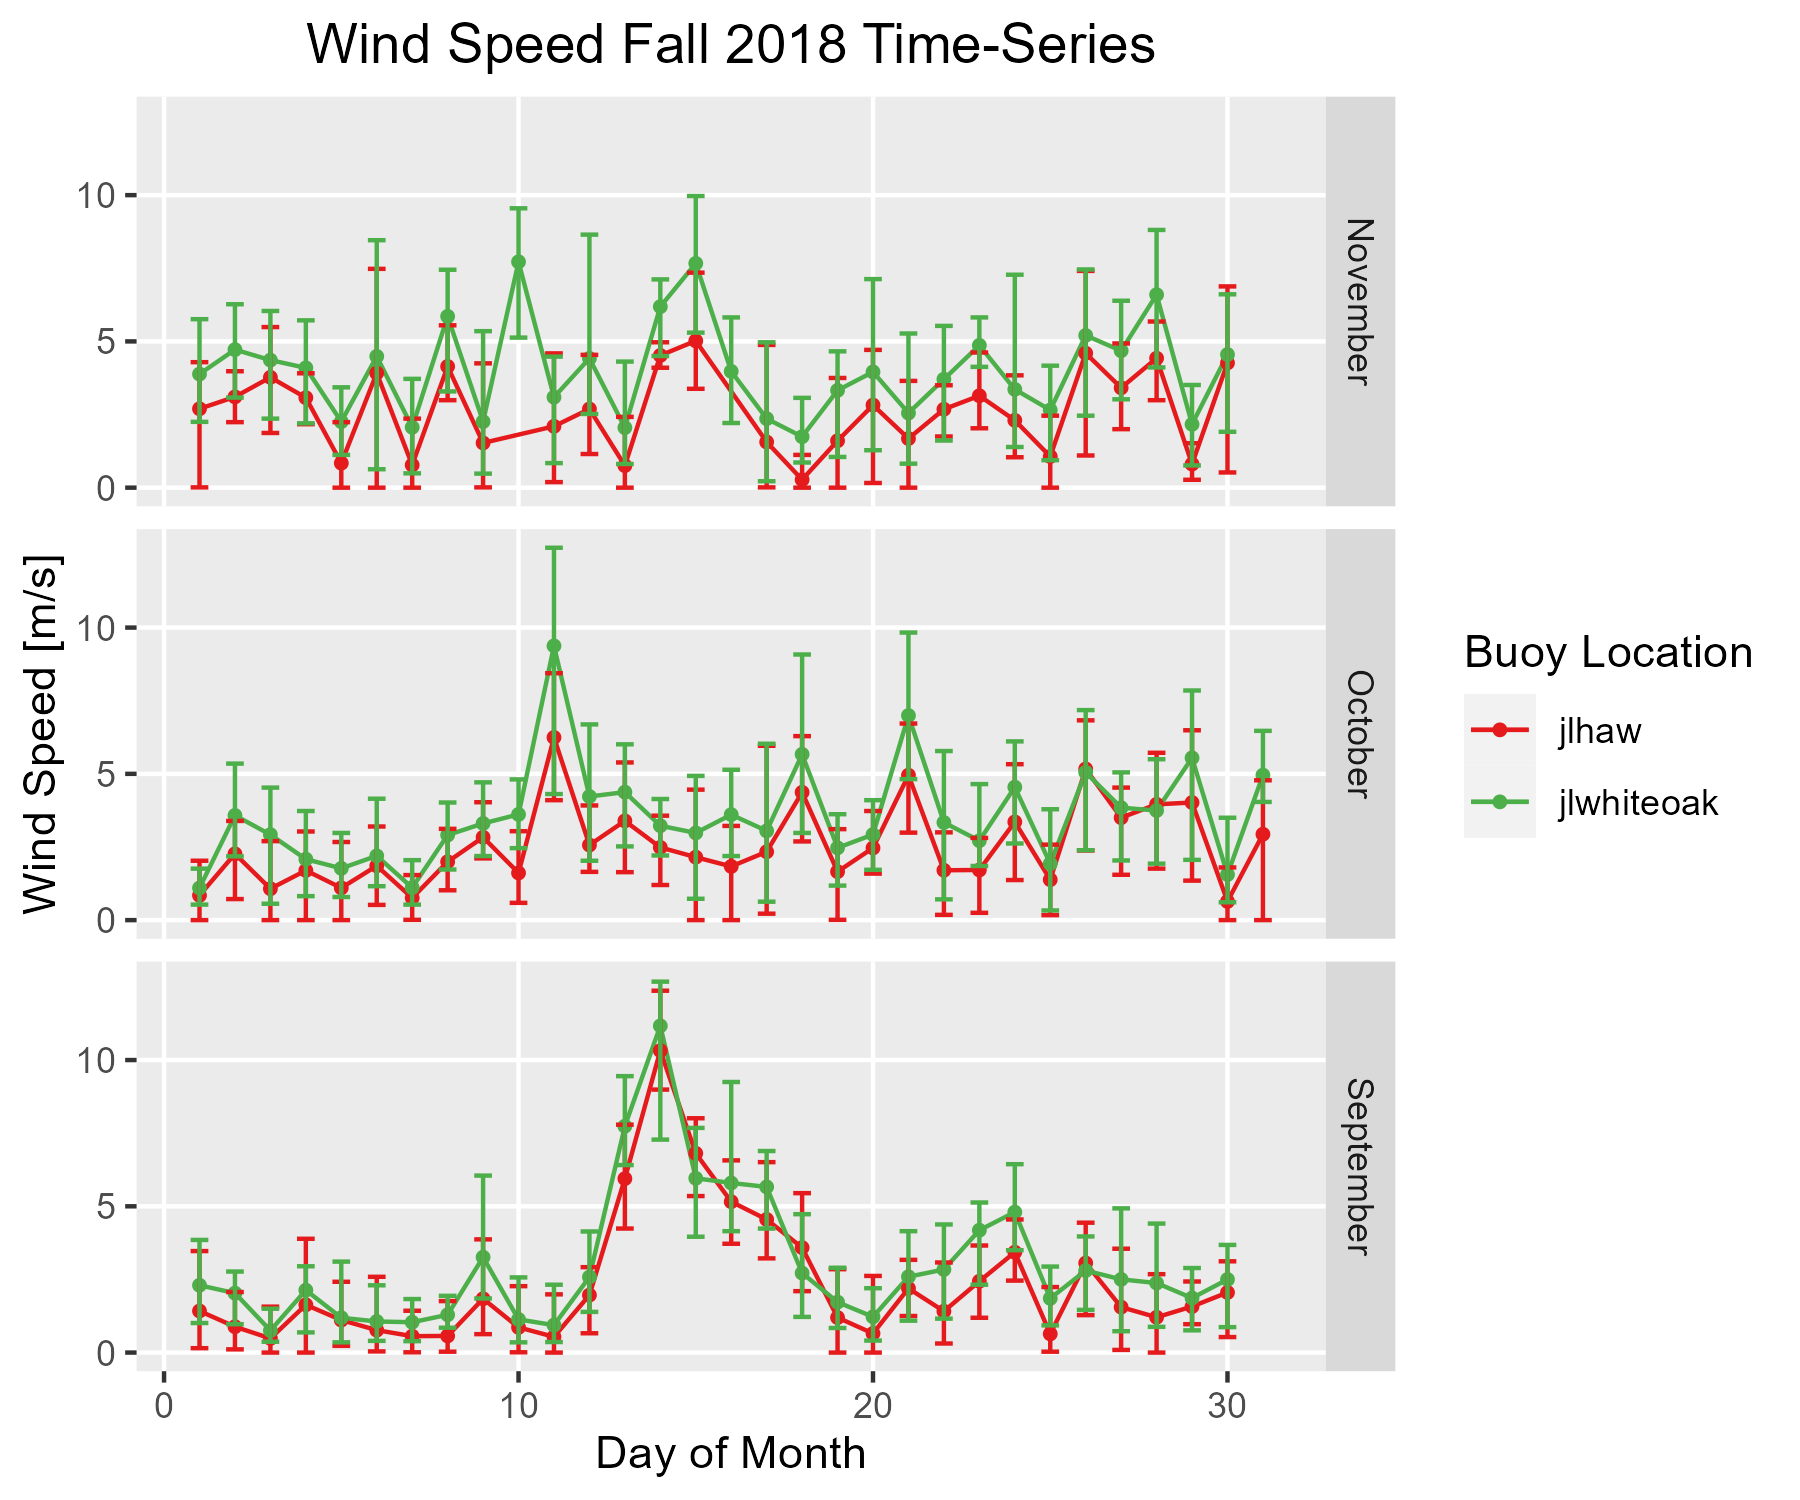 Wind Speed Fall 2018 Time-Series
Wind Speed [m/s]
10
5
0
November
10
5
0
October
10
5
0
September
0
10
20
30
Day of Month
Buoy Location
jlhaw
jlwhiteoak